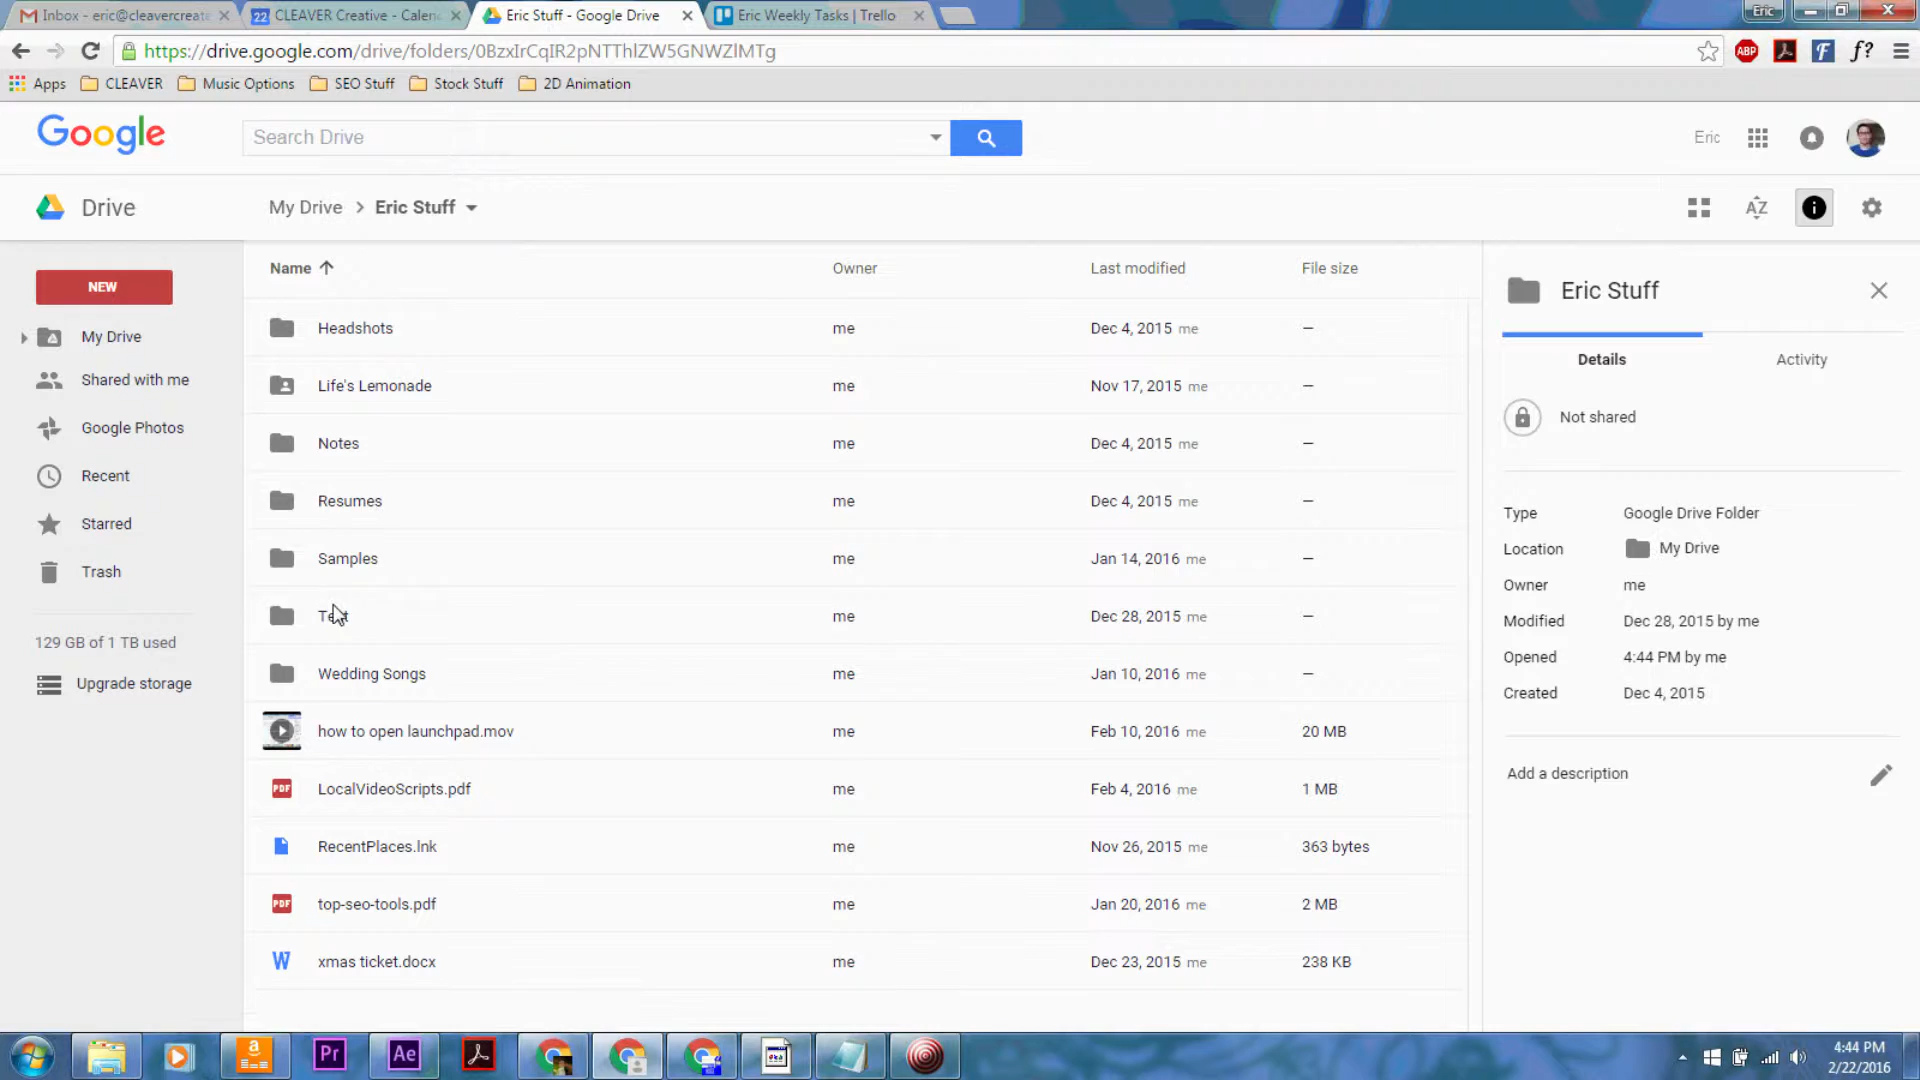 Inbox - eric@cleavercreate
22 CLEAVER Creative - Calen
Eric Stuff - Google Drive
Eric Weekly Tasks | Trello
Eric
https://drive.google.com/drive/folders/0BzxIrCqIR2pNTThlZW5GNWZlMTg
ABP
F
f?
Apps
CLEAVER
Music Options
SEO Stuff
Stock Stuff
2D Animation
Google
Search Drive
Eric
Drive
My Drive > Eric Stuff
AZ
NEW
My Drive
Shared with me
Google Photos
Recent
Starred
Trash
129 GB of 1 TB used
Upgrade storage
Name Owner Last modified File size
Headshots me Dec 4, 2015 me –
Life's Lemonade me Nov 17, 2015 me –
Notes me Dec 4, 2015 me –
Resumes me Dec 4, 2015 me –
Samples me Jan 14, 2016 me –
me Dec 28, 2015 me –
Wedding Songs me Jan 10, 2016 me –
how to open launchpad.mov me Feb 10, 2016 me 20 MB
PDF LocalVideoScripts.pdf me Feb 4, 2016 me 1 MB
RecentPlaces.lnk me Nov 26, 2015 me 363 bytes
PDF top-seo-tools.pdf me Jan 20, 2016 me 2 MB
W xmas ticket.docx me Dec 23, 2015 me 238 KB
Eric Stuff
Details Activity
Not shared
Type Google Drive Folder
Location My Drive
Owner me
Modified Dec 28, 2015 by me
Opened 4:44 PM by me
Created Dec 4, 2015
Add a description
a
Pr
Ae
4:44 PM
2/22/2016